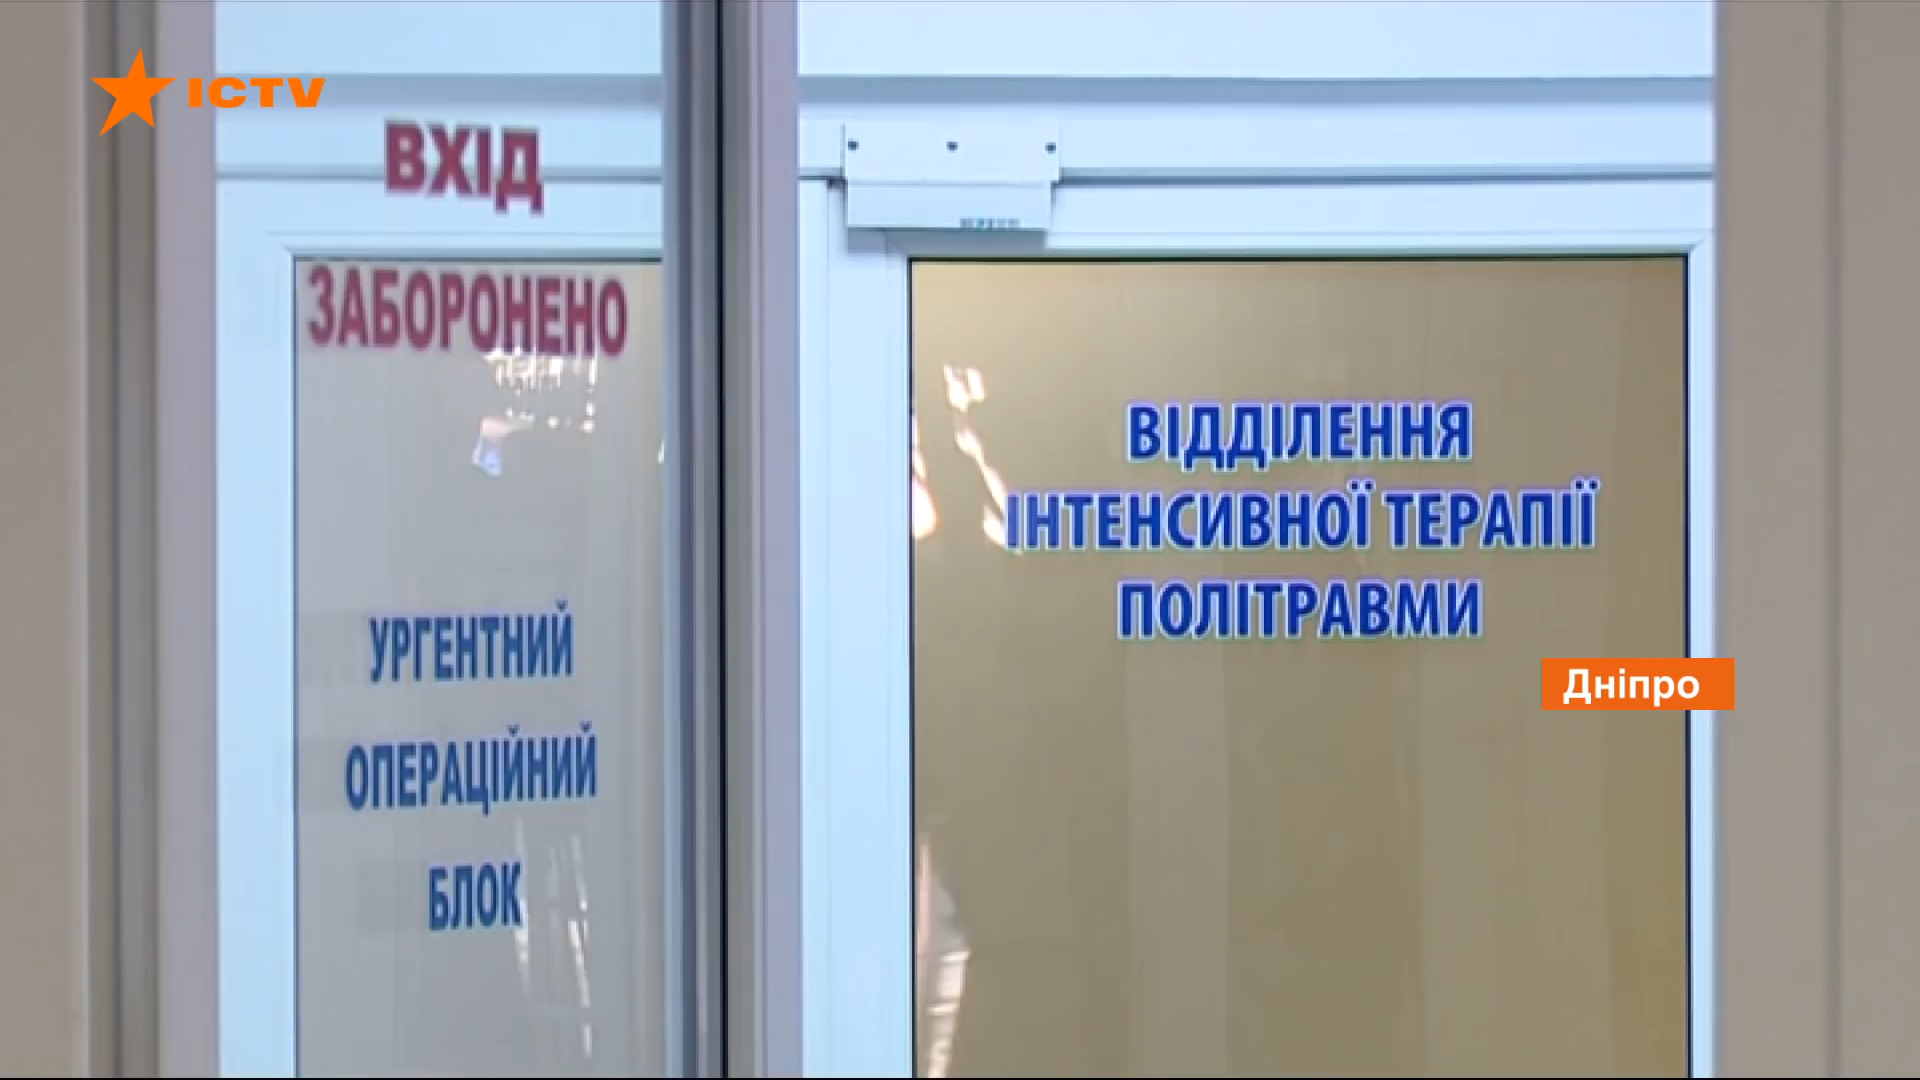 ICTV
ВХІД
ЗАБОРОНЕНО
УРГЕНТНИЙ
ОПЕРАЦІЙНИЙ
БЛОК
ВІДДІЛЕННЯ
ІНТЕНСИВНОЇ ТЕРАПІЇ
ПОЛІТРАВМИ
Дніпро